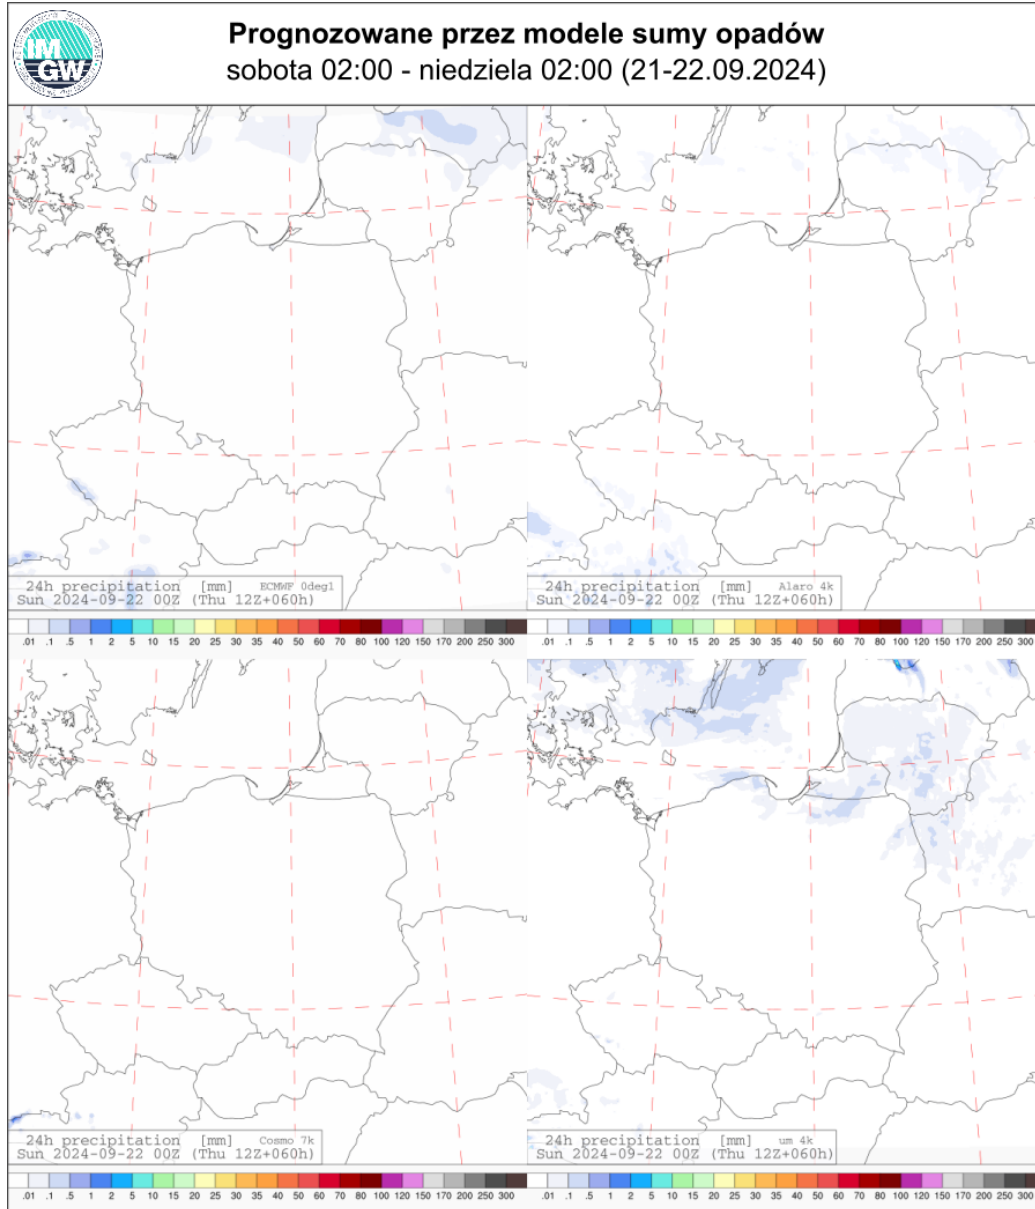 IM
GW
Prognozowane przez modele sumy opadów
sobota 02:00 - niedziela 02:00 (21-22.09.2024)
24h precipitation [mm] ECMWF 0deg1
Sun 2024-09-22 00Z (Thu 12Z+060h)
.01 .1 .5 1 2 5 10 15 20 25 30 35 40 50 60 70 80 100 120 150 170 200 250 300
24h precipitation [mm] Alaro 4k
Sun 2024-09-22 00Z (Thu 12Z+060h)
.01 .1 .5 1 2 5 10 15 20 25 30 35 40 50 60 70 80 100 120 150 170 200 250 300
24h precipitation [mm] Cosmo 7k
Sun 2024-09-22 00Z (Thu 12Z+060h)
.01 .1 .5 1 2 5 10 15 20 25 30 35 40 50 60 70 80 100 120 150 170 200 250 300
24h precipitation [mm] um 4k
Sun 2024-09-22 00Z (Thu 12Z+060h)
.01 .1 .5 1 2 5 10 15 20 25 30 35 40 50 60 70 80 100 120 150 170 200 250 300